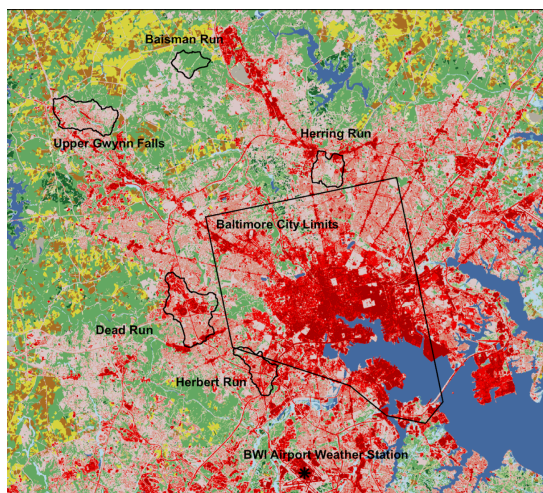 Baisman Run
Herring Run
Upper Gwynn Falls
Baltimore City Limits
Dead Run
Herbert Run
BWI Airport Weather Station